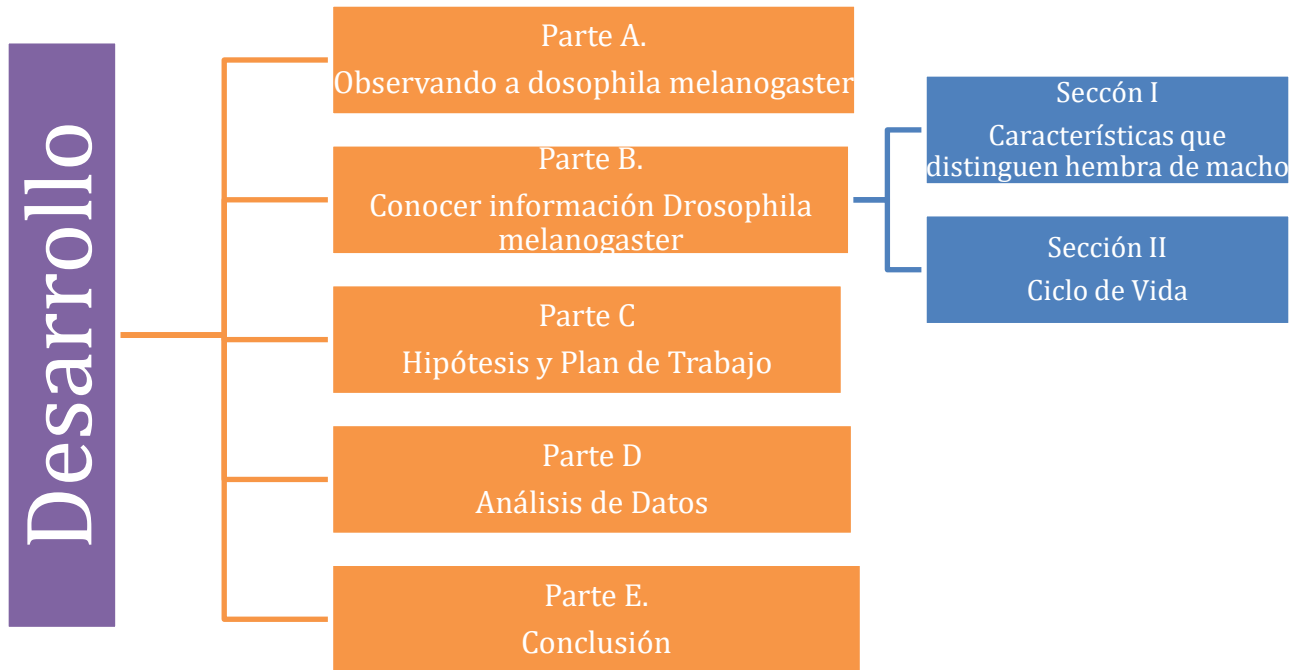 Desarrollo
Parte A.
Observando a dosophila melanogaster
Parte B.
Conocer información Drosophila
melanogaster
Seccón I
Caracterísficas que
distinguen hembra de macho
Sección II
Ciclo de Vida
Parte C
Hipótesis y Plan de Trabajo
Parte D
Análisis de Datos
Parte E.
Conclusión